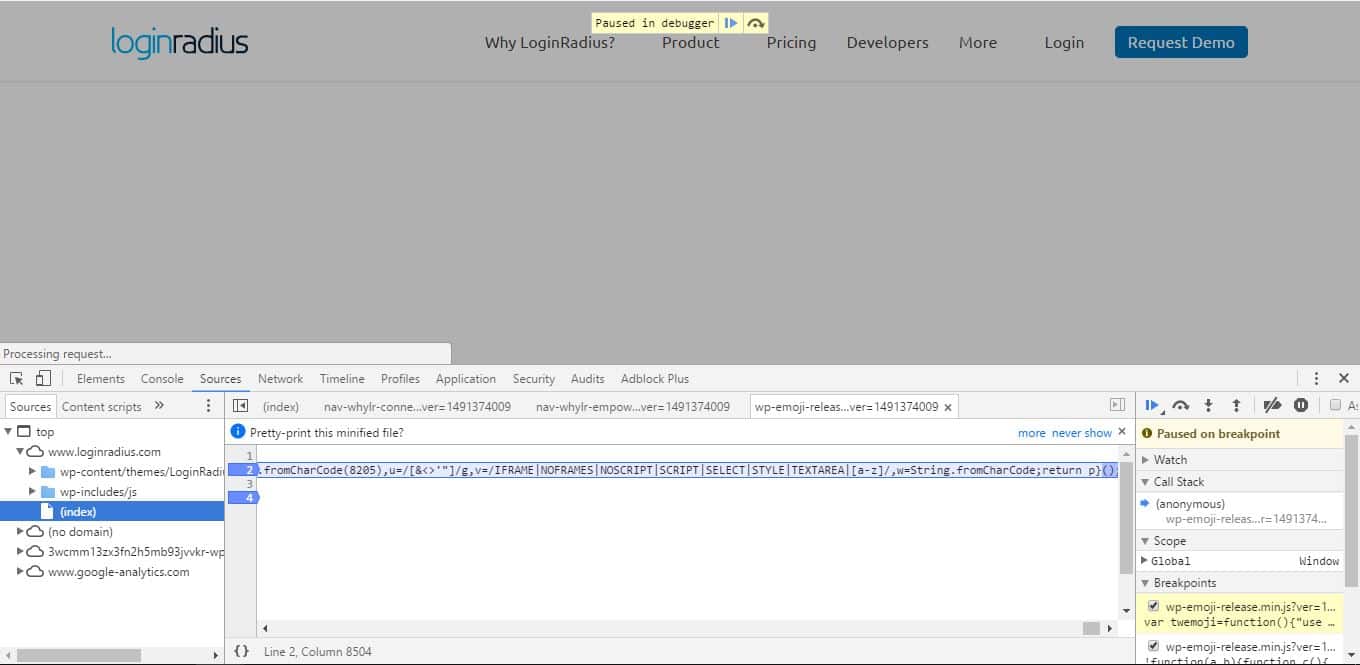 Paused in debugger
loginradius
Why LoginRadius?
Product
Pricing
Developers
More
Login
Request Demo
Processing request...
Elements
Console
Sources
Network
Timeline
Profiles
Application
Security
Audits
Adblock Plus
Sources
Content scripts
»
(index)
nav-whylr-conne...ver=1491374009
nav-whylr-empow...ver=1491374009
wp-emoji-releas...ver=1491374009 ×
top
www.loginradius.com
wp-content/themes/LoginRadi
wp-includes/js
(index)
(no domain)
3wcmm13zx3fn2h5mb93jvvkr-wp
www.google-analytics.com
Pretty-print this minified file?
more
never show
×
1
2 .fromCharCode(8205),u=/[&<>'"]/g,v=/IFRAME|NOFRAMES|NOSCRIPT|SCRIPT|SELECT|STYLE|TEXTAREA|[a-z]/,w=String.fromCharCode;return p}();
3
4
{} Line 2, Column 8504
As
Paused on breakpoint
Watch
Call Stack
(anonymous)
wp-emoji-releas...r=1491374...
Scope
Global Window
Breakpoints
wp-emoji-release.min.js?ver=1...
var twemoji=function(){"use ...
wp-emoji-release.min.js?ver=1...
!function(a,b){function c(){